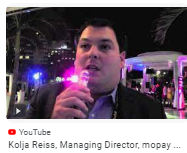 YouTube
Kolja Reiss, Managing Director, mopay ...